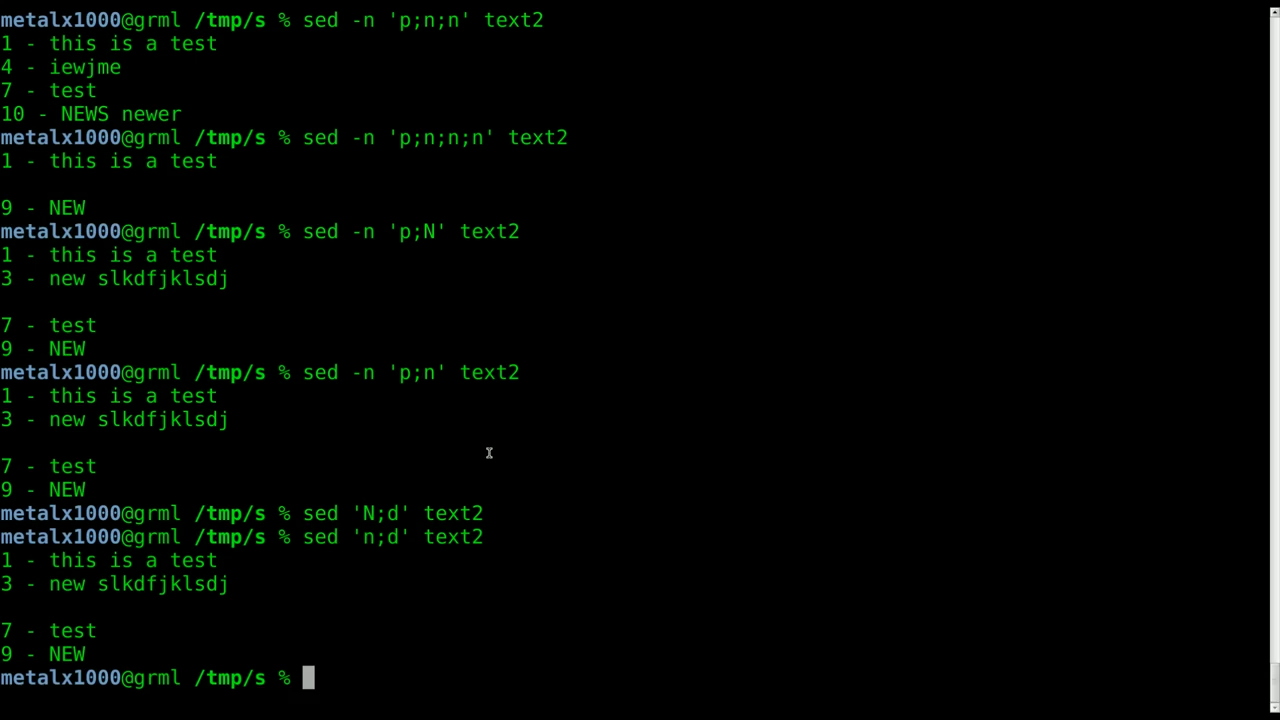 metalx1000@grml /tmp/s % sed -n 'p;n;n' text2
1 - this is a test
4 - iewjme
7 - test
10 - NEWS newer
metalx1000@grml /tmp/s % sed -n 'p;n;n;n' text2
1 - this is a test

9 - NEW
metalx1000@grml /tmp/s % sed -n 'p;N' text2
1 - this is a test
3 - new slkdfjklsdj

7 - test
9 - NEW
metalx1000@grml /tmp/s % sed -n 'p;n' text2
1 - this is a test
3 - new slkdfjklsdj

7 - test
9 - NEW
metalx1000@grml /tmp/s % sed 'N;d' text2
metalx1000@grml /tmp/s % sed 'n;d' text2
1 - this is a test
3 - new slkdfjklsdj

7 - test
9 - NEW
metalx1000@grml /tmp/s %